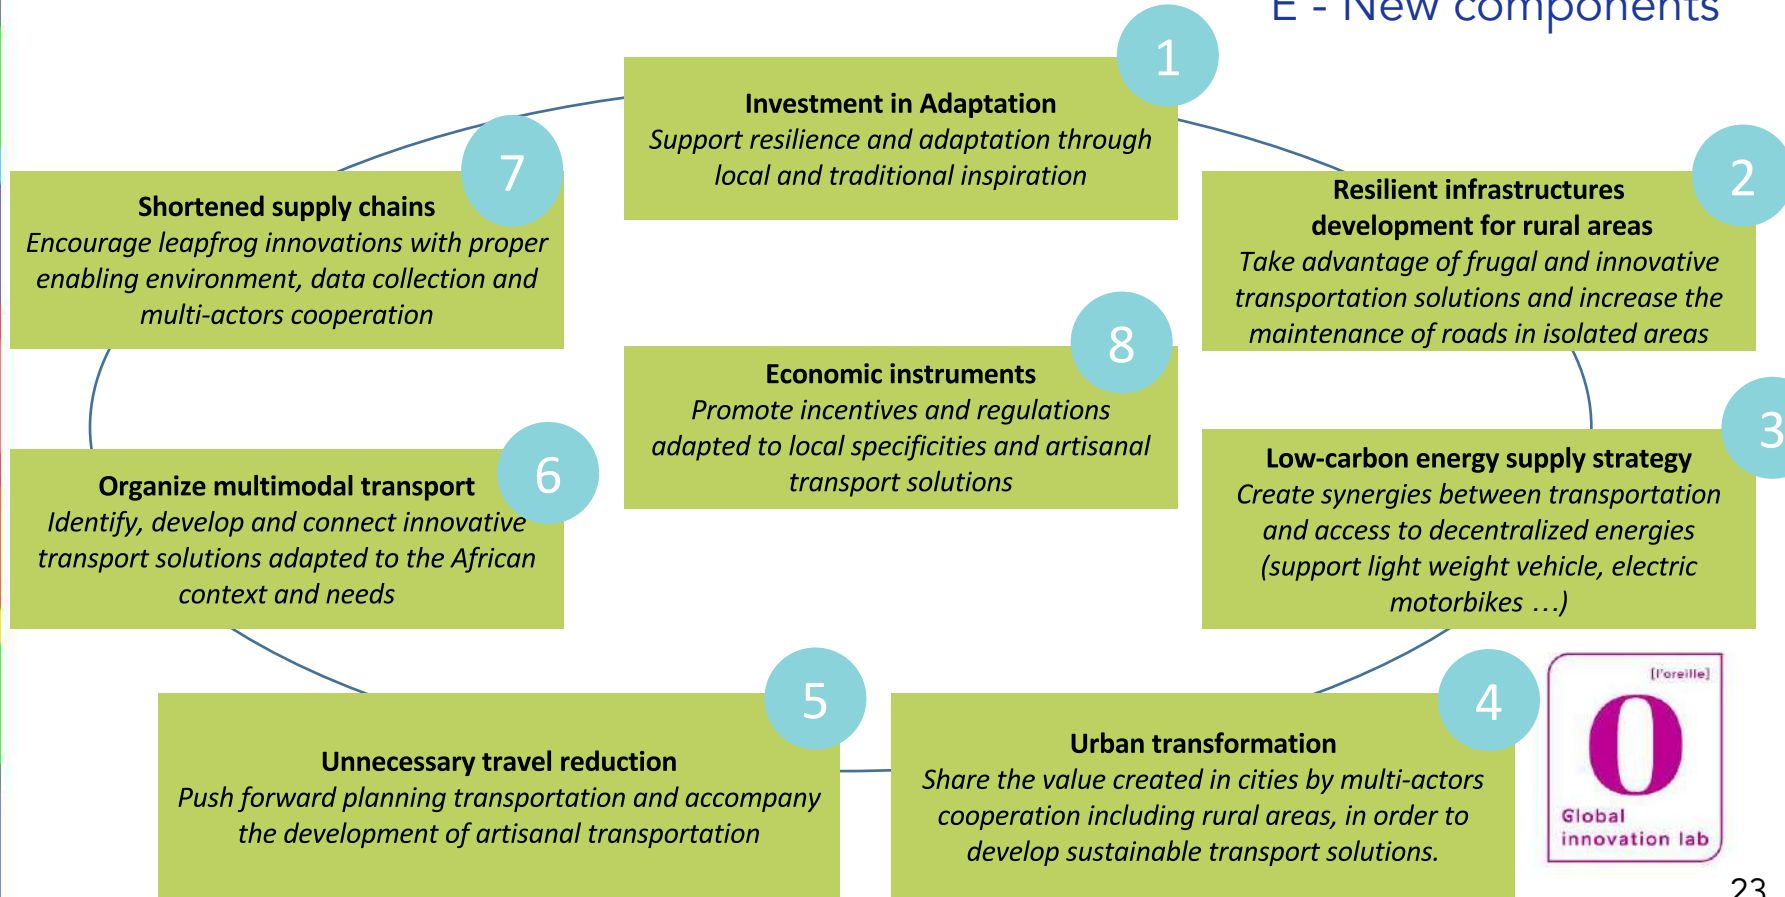 E - New components
1
Investment in Adaptation
Support resilience and adaptation through
local and traditional inspiration
2
Resilient infrastructures
development for rural areas
Take advantage of frugal and innovative
transportation solutions and increase the
maintenance of roads in isolated areas
3
Low-carbon energy supply strategy
Create synergies between transportation
and access to decentralized energies
(support light weight vehicle, electric
motorbikes …)
4
Urban transformation
Share the value created in cities by multi-actors
cooperation including rural areas, in order to
develop sustainable transport solutions.
5
Unnecessary travel reduction
Push forward planning transportation and accompany
the development of artisanal transportation
6
Organize multimodal transport
Identify, develop and connect innovative
transport solutions adapted to the African
context and needs
7
Shortened supply chains
Encourage leapfrog innovations with proper
enabling environment, data collection and
multi-actors cooperation
8
Economic instruments
Promote incentives and regulations
adapted to local specificities and artisanal
transport solutions
[l'oreille]
O
Global
innovation lab
23